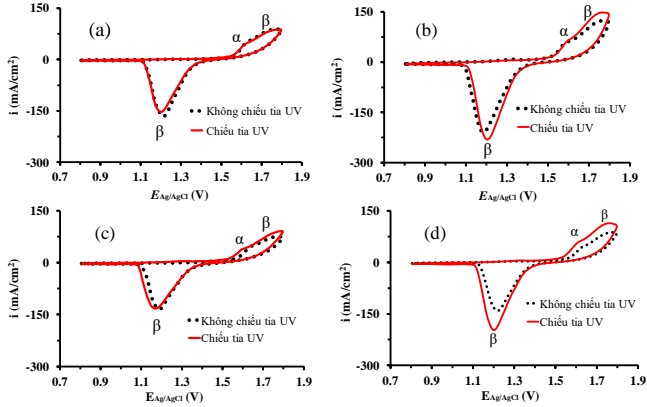 (a)
150
0
-150
-300
i (mA/cm²)
α
β
β
Không chiếu tia UV
Chiếu tia UV
0.7 0.9 1.1 1.3 1.5 1.7 1.9
E Ag/AgCl (V)
(b)
150
0
-150
-300
i (mA/cm²)
α
β
β
Không chiếu tia UV
Chiếu tia UV
0.7 0.9 1.1 1.3 1.5 1.7 1.9
E Ag/AgCl (V)
(c)
150
0
-150
-300
i (mA/cm²)
α
β
β
Không chiếu tia UV
Chiếu tia UV
0.7 0.9 1.1 1.3 1.5 1.7 1.9
E Ag/AgCl (V)
(d)
150
0
-150
-300
i (mA/cm²)
α
β
β
Không chiếu tia UV
Chiếu tia UV
0.7 0.9 1.1 1.3 1.5 1.7 1.9
E Ag/AgCl (V)